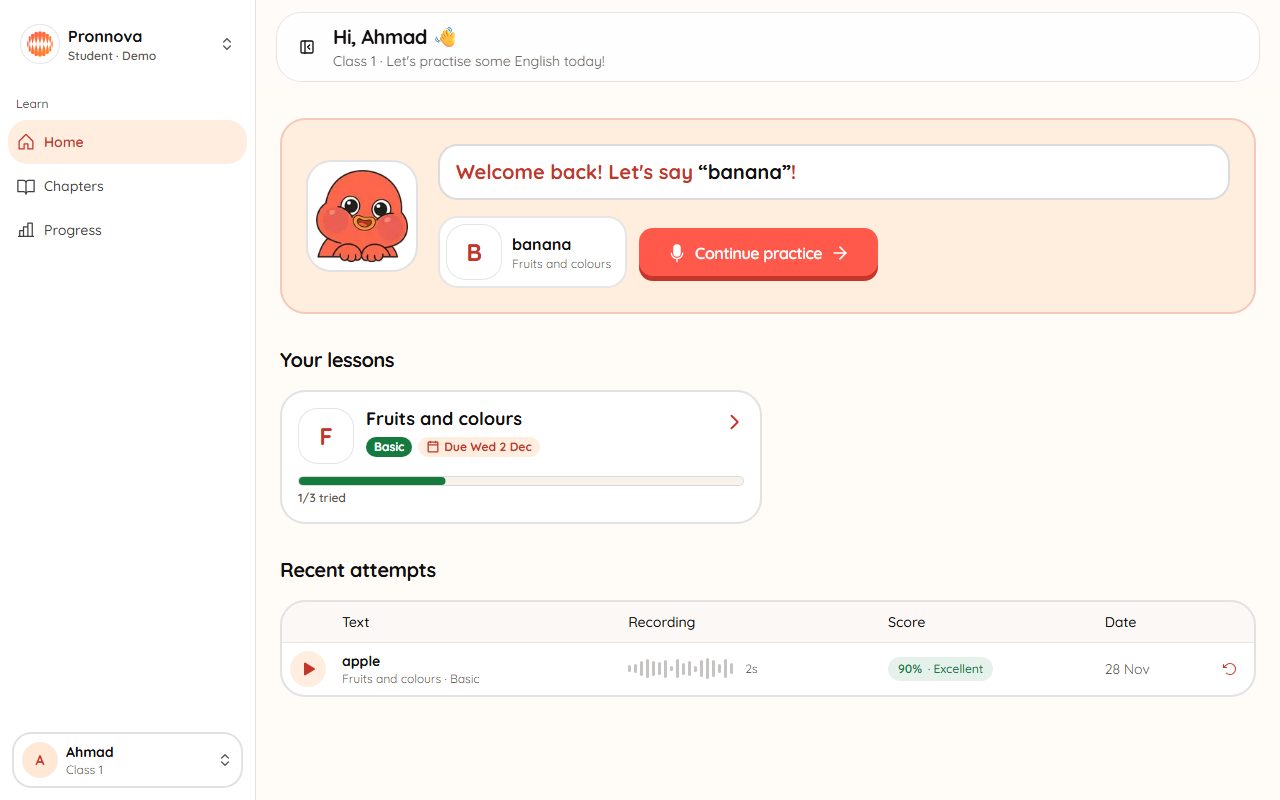 Pronnova
Student · Demo
Learn
Home
Chapters
Progress
Ahmad
Class 1
A
Hi, Ahmad 👋
Class 1 · Let's practise some English today!
Welcome back! Let's say “banana”!
B
banana
Fruits and colours
Continue practice
Your lessons
F
Fruits and colours
Basic
Due Wed 2 Dec
1/3 tried
Recent attempts
Text Recording Score Date
apple
Fruits and colours · Basic
2s
90% · Excellent
28 Nov